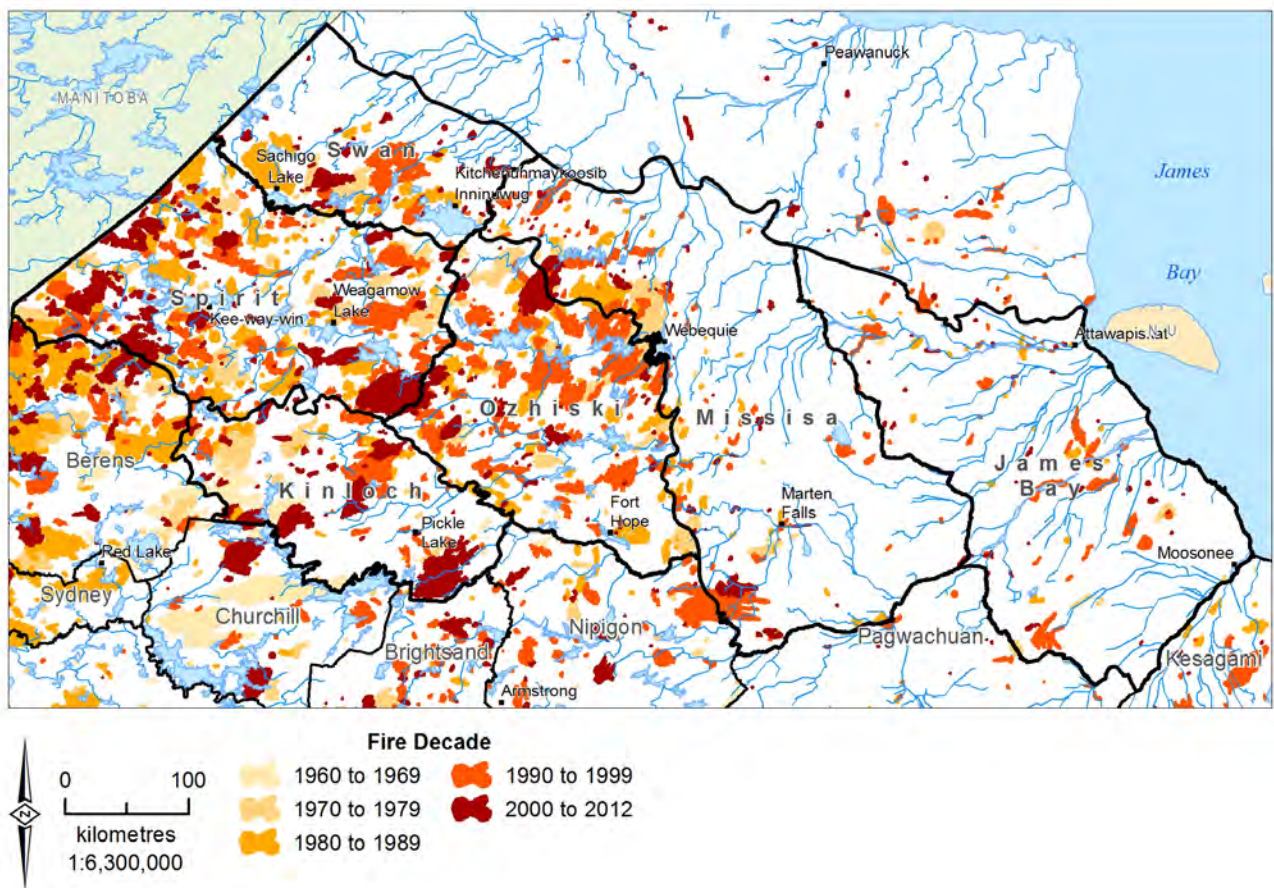 Peawanuck
MANITOBA
Swan
Sachigo
Lake
Kitchenuhmaykoosib
Inninuwug
James
Bay
Spirit
Weagamow
Lake
Kee-way-win
Webequie
Attawapiskat
Ozhiski
Missisa
Berens
Kinloch
James
Bay
Pickle
Lake
Fort
Hope
Marten
Falls
Red Lake
Moosonee
Sydney
Churchill
Nipigon
Brightsand
Pagwachuan
Kesagami
Armstrong
Fire Decade
0 100
kilometres
1:6,300,000
N
1960 to 1969
1970 to 1979
1980 to 1989
1990 to 1999
2000 to 2012